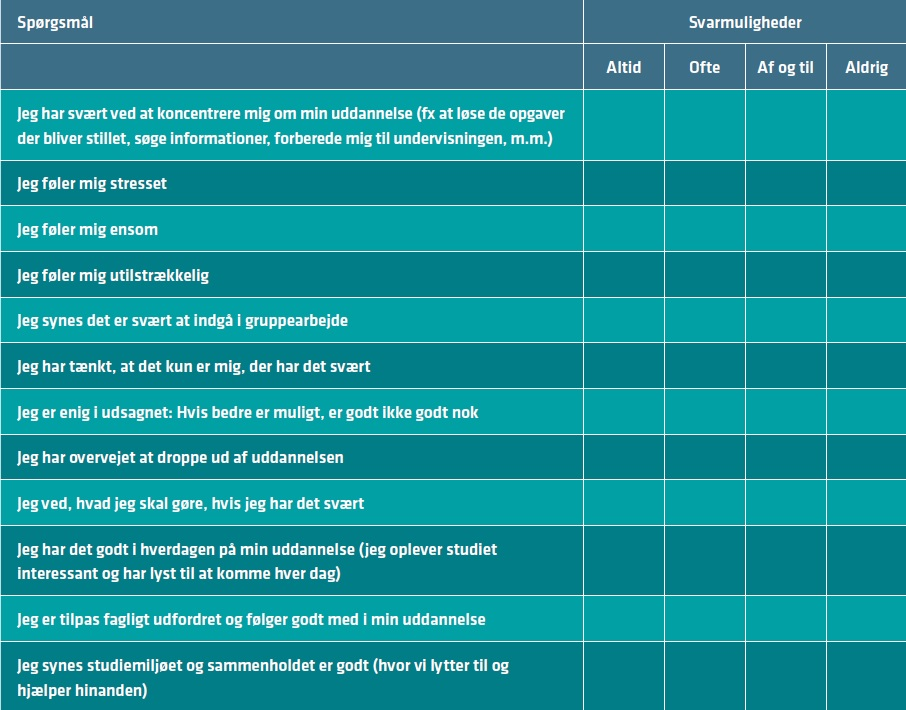 Spørgsmål
Svarmuligheder
Altid
Ofte
Af og til
Aldrig
Jeg har svært ved at koncentrere mig om min uddannelse (fx at løse de opgaver
der bliver stillet, søge informationer, forberede mig til undervisningen, m.m.)
Jeg føler mig stresset
Jeg føler mig ensom
Jeg føler mig utilstrækkelig
Jeg synes det er svært at indgå i gruppearbejde
Jeg har tænkt, at det kun er mig, der har det svært
Jeg er enig i udsagnet: Hvis bedre er muligt, er godt ikke godt nok
Jeg har overvejet at droppe ud af uddannelsen
Jeg ved, hvad jeg skal gøre, hvis jeg har det svært
Jeg har det godt i hverdagen på min uddannelse (jeg oplever studiet
interessant og har lyst til at komme hver dag)
Jeg er tilpas fagligt udfordret og følger godt med i min uddannelse
Jeg synes studiemiljøet og sammenholdet er godt (hvor vi lytter til og
hjælper hinanden)